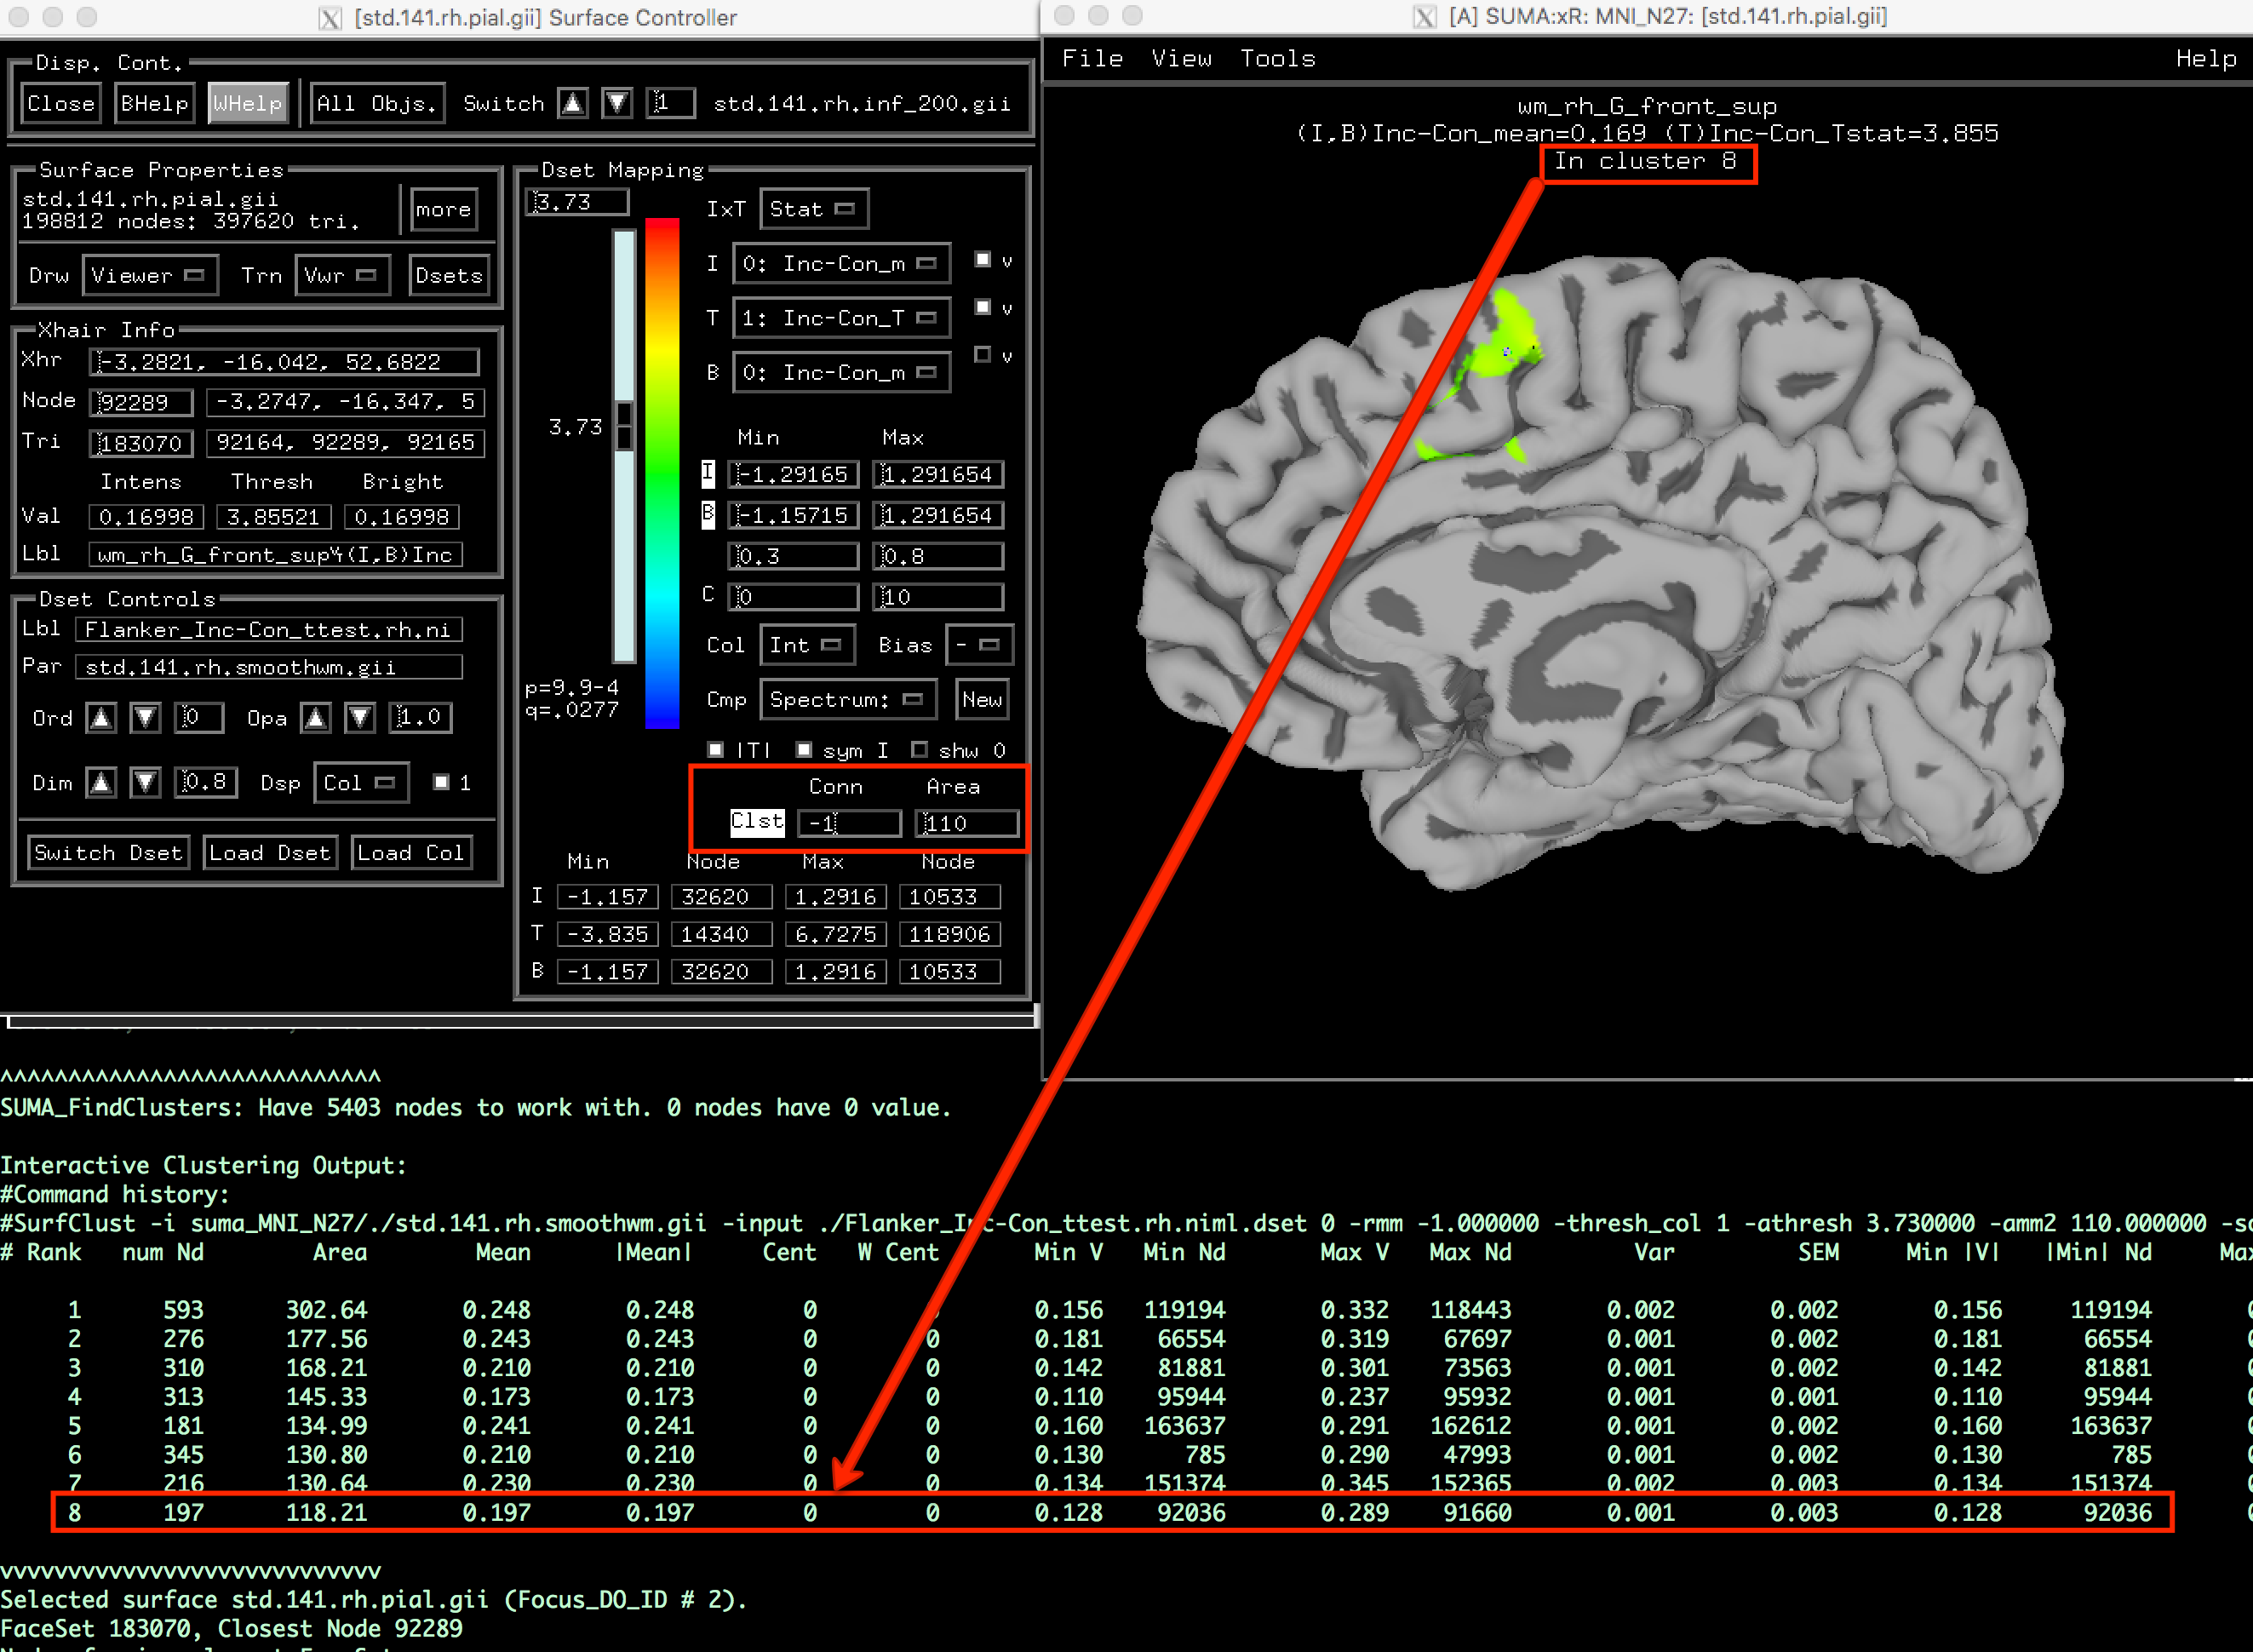 [std.141.rh.pial.gii] Surface Controller
Disp. Cont.
Close BHelp WHelp All Objs. Switch 1 std.141.rh.inf_200.gii
Surface Properties
std.141.rh.pial.gii
198812 nodes: 397620 tri.
more
Drw Viewer Trn Vwr Dsets
Xhair Info
Xhr -3.2821, -16.042, 52.6822
Node 92289 -3.2747, -16.347, 5
Tri 183070 92164, 92289, 92165
Intens Thresh Bright
Val 0.16998 3.85521 0.16998
Lbl wm_rh_G_front_sup (I,B)Inc
Dset Controls
Lbl Flanker_Inc-Con_ttest.rh.ni
Par std.141.rh.smoothwm.gii
Ord 0 Opa 1.0
Dim 0.8 Dsp Col 1
Switch Dset Load Dset Load Col
Dset Mapping
3.73
IxT Stat
I 0: Inc-Con_m v
T 1: Inc-Con_T v
B 0: Inc-Con_m v
3.73
Min Max
I -1.29165 1.291654
B -1.15715 1.291654
0.3 0.8
C 0 10
Col Int Bias -
Cmp Spectrum: New
p=9.9-4
q=.0277
|T| sym I shw 0
Conn Area
Clst -1 110
Min Node Max Node
I -1.157 32620 1.2916 10533
T -3.835 14340 6.7275 118906
B -1.157 32620 1.2916 10533
[A] SUMA:xR: MNI_N27: [std.141.rh.pial.gii]
File View Tools Help
wm_rh_G_front_sup
(I,B)Inc-Con_mean=0.169 (T)Inc-Con_Tstat=3.855
In cluster 8
^^^^^^^^^^^^^^^^^^^^^^^^^^^^
SUMA_FindClusters: Have 5403 nodes to work with. 0 nodes have 0 value.
Interactive Clustering Output:
#Command history:
#SurfClust -i suma_MNI_N27/./std.141.rh.smoothwm.gii -input ./Flanker_Inc-Con_ttest.rh.niml.dset 0 -rmm -1.000000 -thresh_col 1 -athresh 3.730000 -amm2 110.000000
# Rank num Nd Area Mean |Mean| Cent W Cent Min V Min Nd Max V Max Nd Var SEM Min |V| |Min| Nd
1 593 302.64 0.248 0.248 0 0.156 119194 0.332 118443 0.002 0.002 0.156 119194
2 276 177.56 0.243 0.243 0 0 0.181 66554 0.319 67697 0.001 0.002 0.181 66554
3 310 168.21 0.210 0.210 0 0 0.142 81881 0.301 73563 0.001 0.002 0.142 81881
4 313 145.33 0.173 0.173 0 0 0.110 95944 0.237 95932 0.001 0.001 0.110 95944
5 181 134.99 0.241 0.241 0 0 0.160 163637 0.291 162612 0.001 0.002 0.160 163637
6 345 130.80 0.210 0.210 0 0 0.130 785 0.290 47993 0.001 0.002 0.130 785
7 216 130.64 0.230 0.230 0 0 0.134 151374 0.345 152365 0.002 0.003 0.134 151374
8 197 118.21 0.197 0.197 0 0 0.128 92036 0.289 91660 0.001 0.003 0.128 92036
vvvvvvvvvvvvvvvvvvvvvvvvvvvv
Selected surface std.141.rh.pial.gii (Focus_DO_ID # 2).
FaceSet 183070, Closest Node 92289